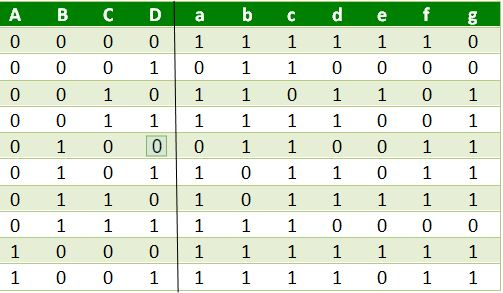 A B C D a b c d e f g
0 0 0 0 1 1 1 1 1 1 0
0 0 0 1 0 1 1 0 0 0 0
0 0 1 0 1 1 0 1 1 0 1
0 0 1 1 1 1 1 1 0 0 1
0 1 0 0 0 1 1 0 0 1 1
0 1 0 1 1 0 1 1 0 1 1
0 1 1 0 1 0 1 1 1 1 1
0 1 1 1 1 1 1 0 0 0 0
1 0 0 0 1 1 1 1 1 1 1
1 0 0 1 1 1 1 1 0 1 1